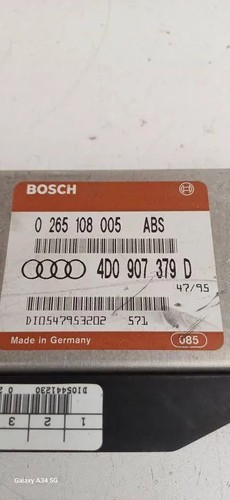 BOSCH
0 265 108 005 ABS
4D0 907 379 D
47/95
DI0547953202 571
Made in Germany 085
DI05441230
1 2 3
Galaxy A34 5G